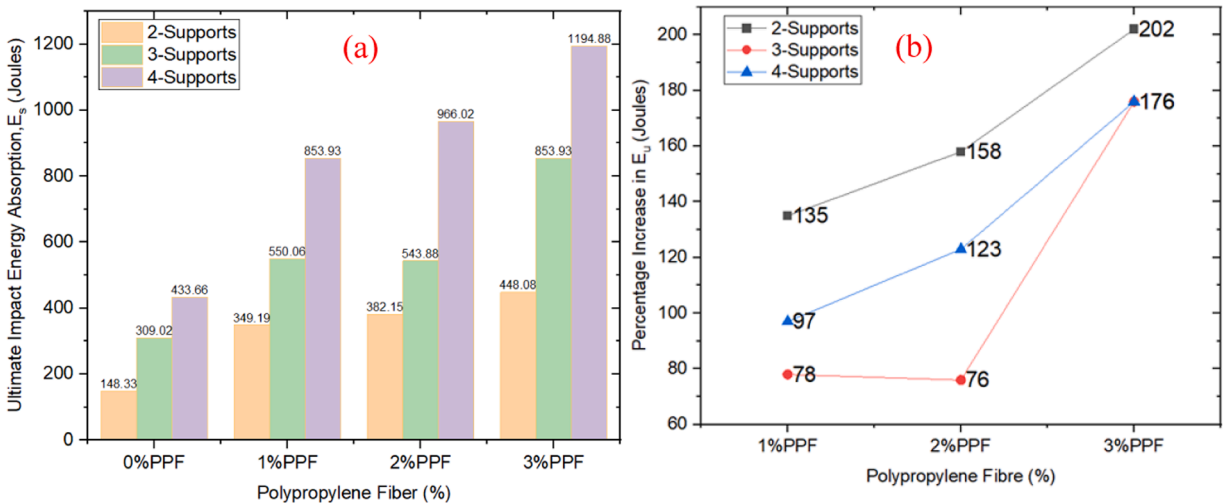 (a)
2-Supports
3-Supports
4-Supports
Ultimate Impact Energy Absorption,Es (Joules)
1200
1000
800
600
400
200
0
148.33
309.02
433.66
349.19
550.06
853.93
382.15
543.88
966.02
448.08
853.93
1194.88
0%PPF
1%PPF
2%PPF
3%PPF
Polypropylene Fiber (%)
(b)
2-Supports
3-Supports
4-Supports
Percentage Increase in Eu (Joules)
200
180
160
140
120
100
80
60
135
158
202
97
123
176
78
76
1%PPF
2%PPF
3%PPF
Polypropylene Fibre (%)